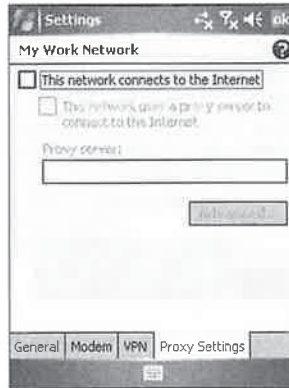 Settings ok
My Work Network
This network connects to the Internet
This network uses a proxy server to
connect to the Internet.
Proxy server:
Advanced...
General Modem VPN Proxy Settings